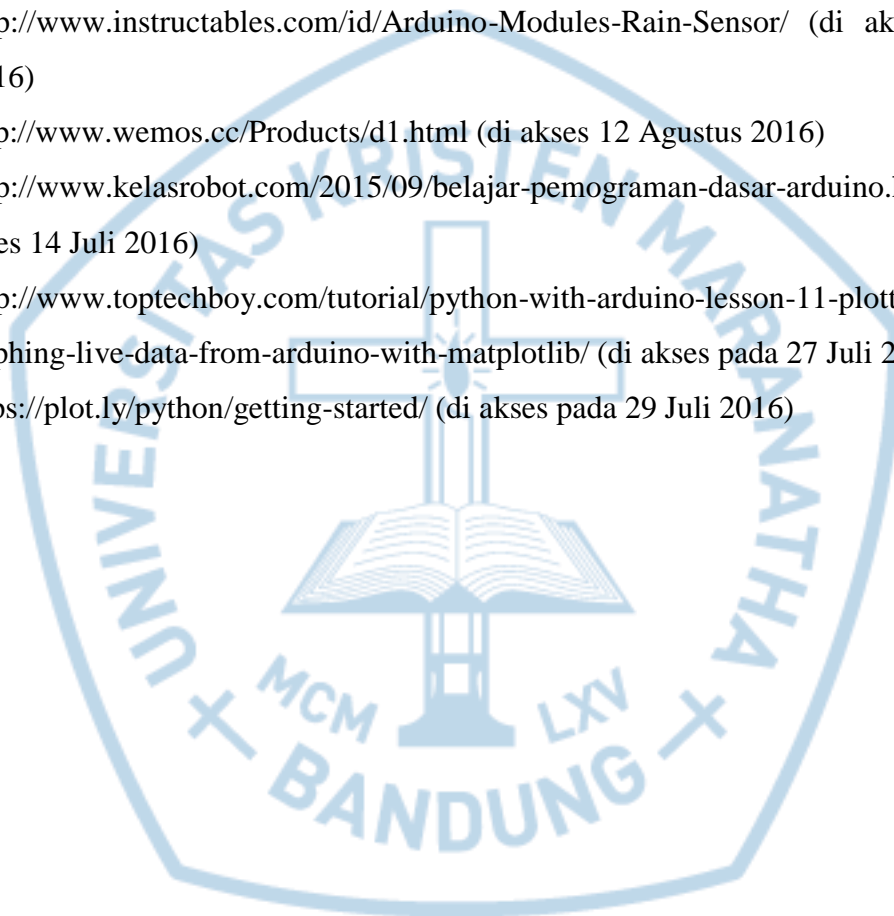 p://www.instructables.com/id/Arduino-Modules-Rain-Sensor/ (di ak
16)
p://www.wemos.cc/Products/d1.html (di akses 12 Agustus 2016)
p://www.kelasrobot.com/2015/09/belajar-pemograman-dasar-arduino.
es 14 Juli 2016)
p://www.toptechboy.com/tutorial/python-with-arduino-lesson-11-plott
phing-live-data-from-arduino-with-matplotlib/ (di akses pada 27 Juli 2
os://plot.ly/python/getting-started/ (di akses pada 29 Juli 2016)
UNIVERSITAS KRISTEN MARANATHA
MCM LXV
BANDUNG